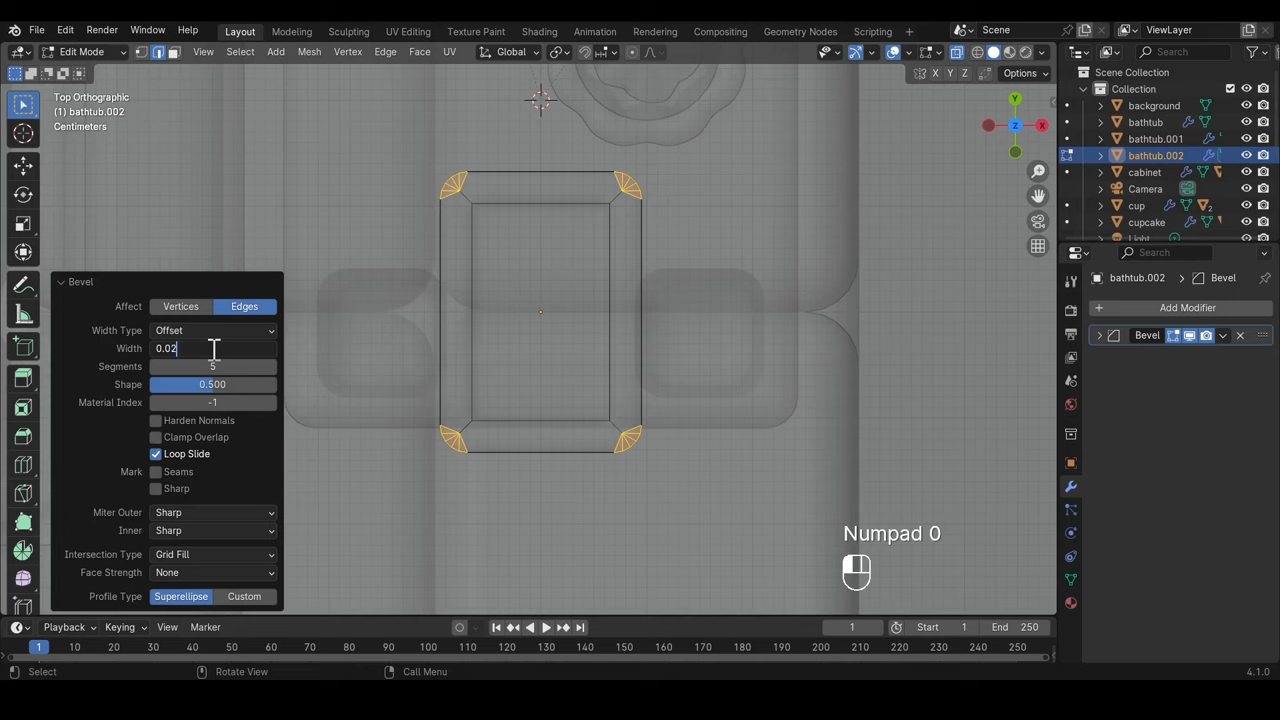 File Edit Render Window Help Layout Modeling Sculpting UV Editing Texture Paint Shading Animation Rendering Compositing Geometry Nodes Scripting + Scene ViewLayer
Edit Mode View Select Add Mesh Vertex Edge Face UV Global Search
X Y Z Options Scene Collection
Top Orthographic
(1) bathtub.002
Centimeters
Collection
background
bathtub
bathtub.001
bathtub.002
cabinet
Camera
cup 2
cupcake
Light
Y
Z X
Search
bathtub.002 > Bevel
+ Add Modifier
Bevel
Bevel
Affect Vertices Edges
Width Type Offset
Width 0.02
Segments 5
Shape 0.500
Material Index -1
Harden Normals
Clamp Overlap
Loop Slide
Mark Seams
Sharp
Miter Outer Sharp
Inner Sharp
Intersection Type Grid Fill
Face Strength None
Profile Type Superellipse Custom
Numpad 0
Playback Keying View Marker 1 Start 1 End 250
1 10 20 30 40 50 60 70 80 90 100 110 120 130 140 150 160 170 180 190 200 210 220 230 240 250
Select Rotate View Call Menu 4.1.0